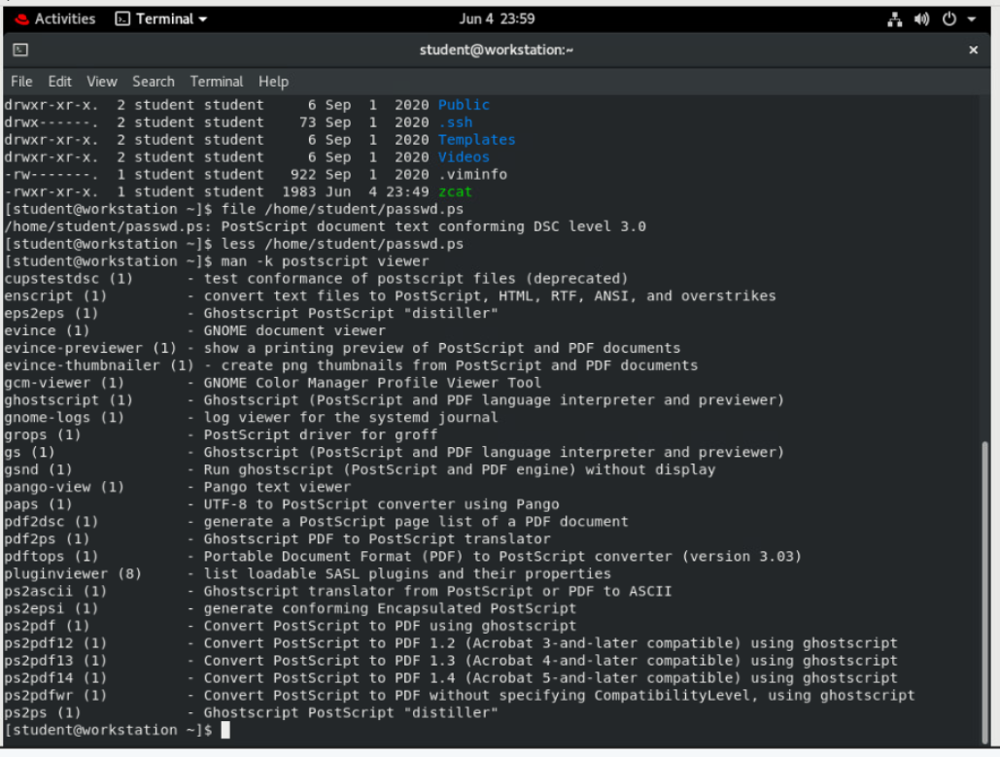 Activities Terminal Jun 4 23:59
student@workstation:~ ×
File Edit View Search Terminal Help
drwxr-xr-x. 2 student student 6 Sep 1 2020 Public
drwx------. 2 student student 73 Sep 1 2020 .ssh
drwxr-xr-x. 2 student student 6 Sep 1 2020 Templates
drwxr-xr-x. 2 student student 6 Sep 1 2020 Videos
-rw-------. 1 student student 922 Sep 1 2020 .viminfo
-rwxr-xr-x. 1 student student 1983 Jun 4 23:49 zcat
[student@workstation ~]$ file /home/student/passwd.ps
/home/student/passwd.ps: PostScript document text conforming DSC level 3.0
[student@workstation ~]$ less /home/student/passwd.ps
[student@workstation ~]$ man -k postscript viewer
cupstestdsc (1) - test conformance of postscript files (deprecated)
enscript (1) - convert text files to PostScript, HTML, RTF, ANSI, and overstrikes
eps2eps (1) - Ghostscript PostScript "distiller"
evince (1) - GNOME document viewer
evince-previewer (1) - show a printing preview of PostScript and PDF documents
evince-thumbnailer (1) - create png thumbnails from PostScript and PDF documents
gcm-viewer (1) - GNOME Color Manager Profile Viewer Tool
ghostscript (1) - Ghostscript (PostScript and PDF language interpreter and previewer)
gnome-logs (1) - log viewer for the systemd journal
grops (1) - PostScript driver for groff
gs (1) - Ghostscript (PostScript and PDF language interpreter and previewer)
gsnd (1) - Run ghostscript (PostScript and PDF engine) without display
pango-view (1) - Pango text viewer
paps (1) - UTF-8 to PostScript converter using Pango
pdf2dsc (1) - generate a PostScript page list of a PDF document
pdf2ps (1) - Ghostscript PDF to PostScript translator
pdftops (1) - Portable Document Format (PDF) to PostScript converter (version 3.03)
pluginviewer (8) - list loadable SASL plugins and their properties
ps2ascii (1) - Ghostscript translator from PostScript or PDF to ASCII
ps2epsi (1) - generate conforming Encapsulated PostScript
ps2pdf (1) - Convert PostScript to PDF using ghostscript
ps2pdf12 (1) - Convert PostScript to PDF 1.2 (Acrobat 3-and-later compatible) using ghostscript
ps2pdf13 (1) - Convert PostScript to PDF 1.3 (Acrobat 4-and-later compatible) using ghostscript
ps2pdf14 (1) - Convert PostScript to PDF 1.4 (Acrobat 5-and-later compatible) using ghostscript
ps2pdfwr (1) - Convert PostScript to PDF without specifying CompatibilityLevel, using ghostscript
ps2ps (1) - Ghostscript PostScript "distiller"
[student@workstation ~]$